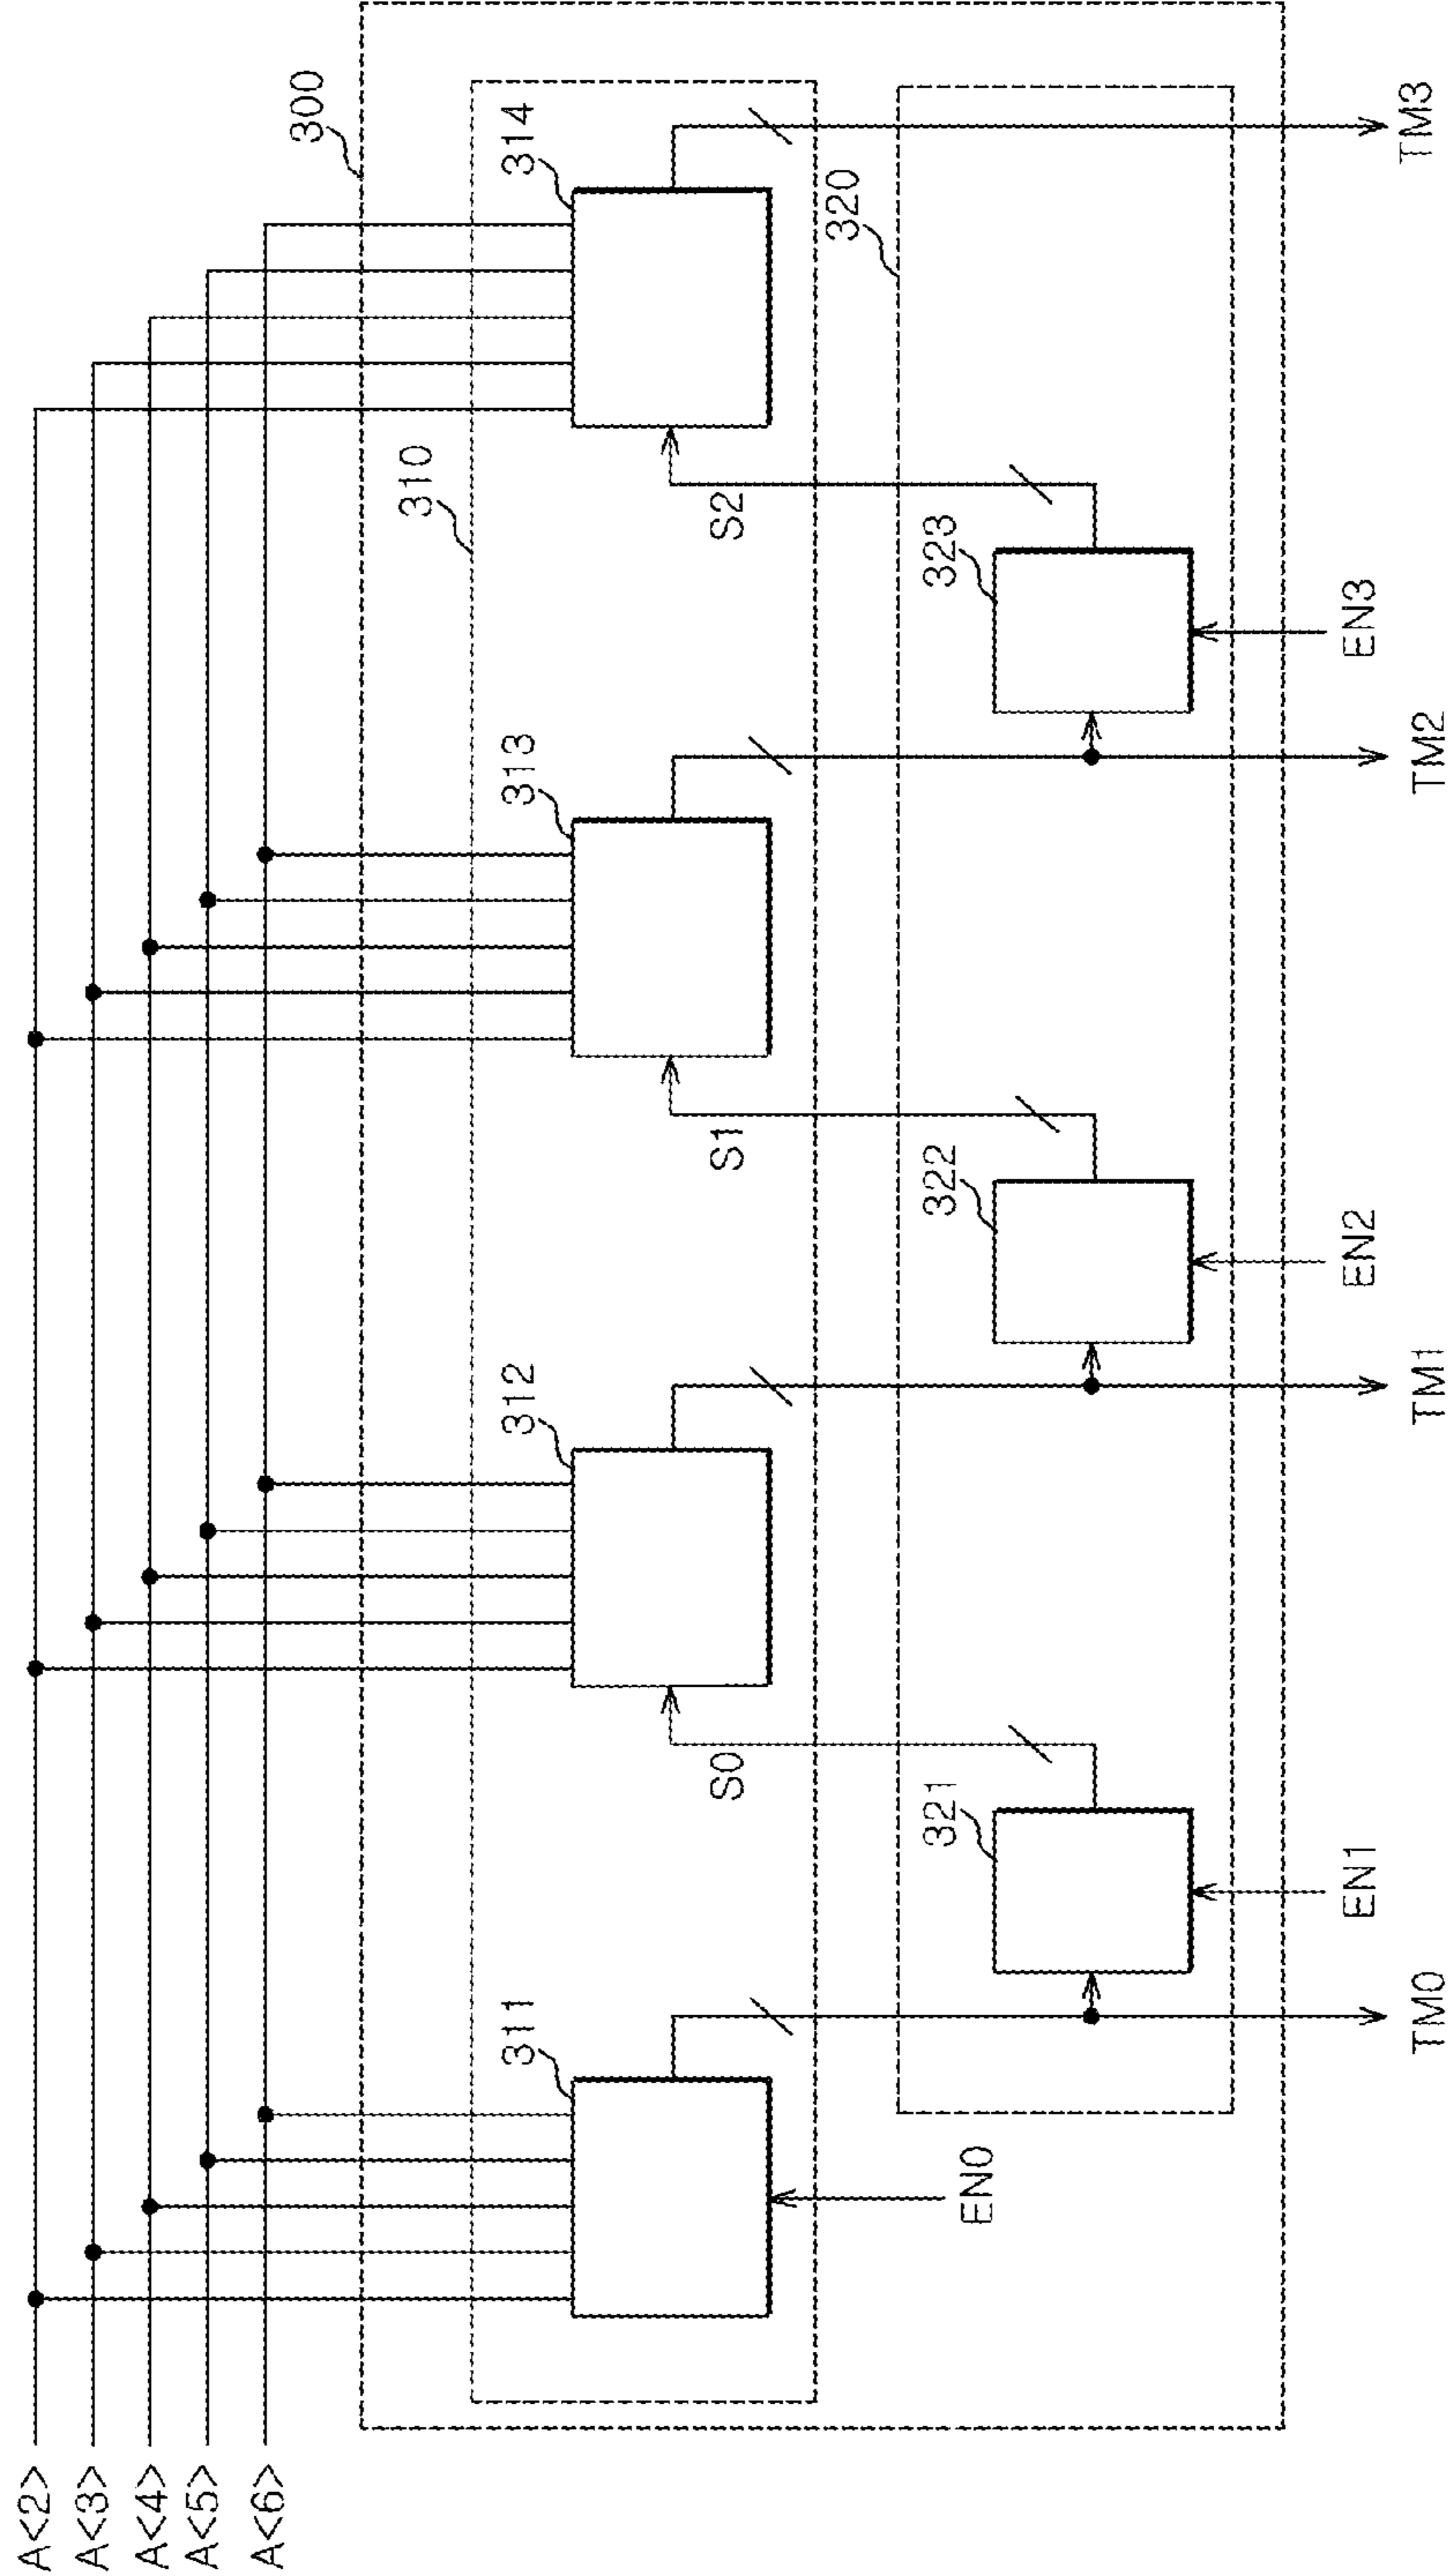 A<2>
A<3>
A<4>
A<5>
A<6>
300
310
311
312
313
314
S0
S1
S2
320
321
322
323
EN0
EN1
EN2
EN3
TM0
TM1
TM2
TM3